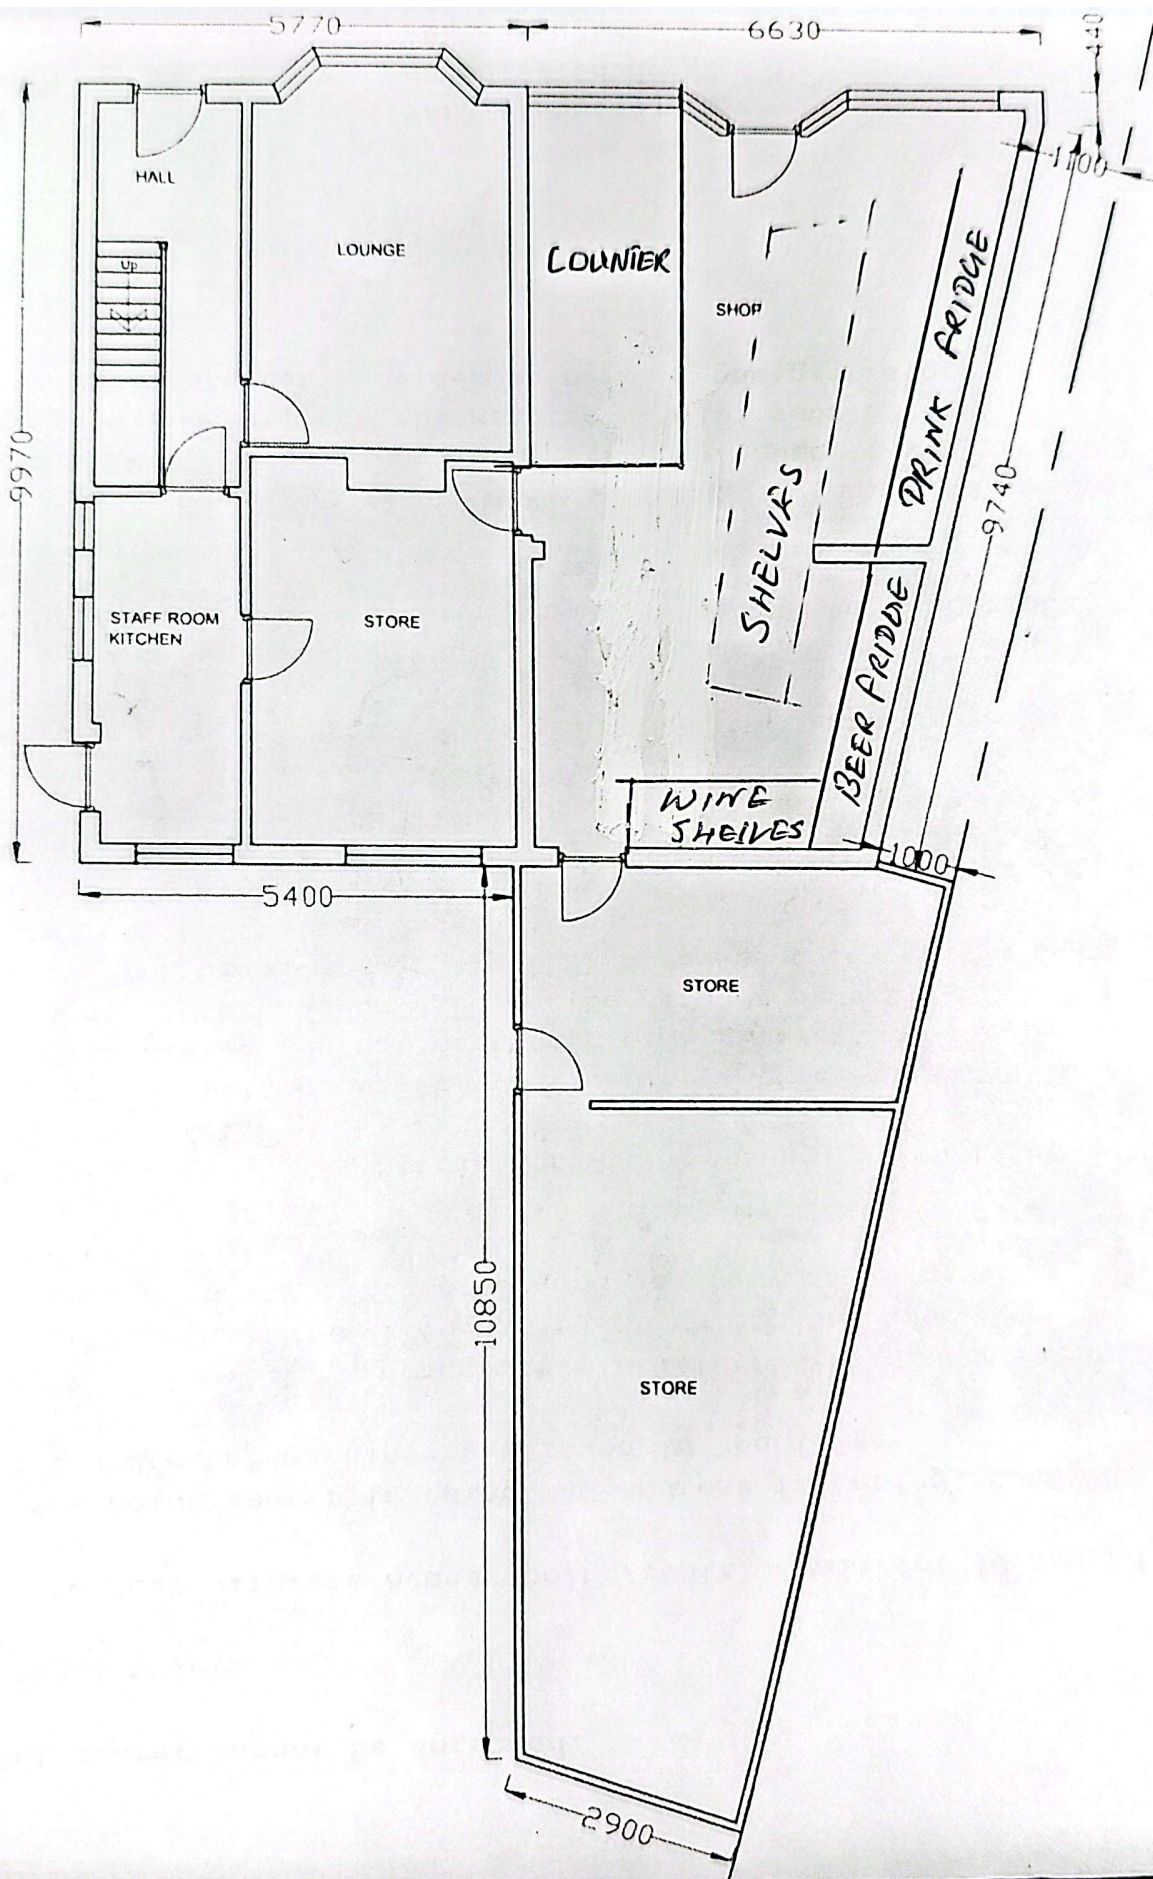 5770
6630
440
1100
HALL
UP
LOUNGE
COUNTER
SHOP
DRINK FRIDGE
9970
9740
SHELVES
STAFF ROOM
KITCHEN
STORE
BEER FRIDGE
WINE
SHELVES
1000
5400
STORE
10850
STORE
2900